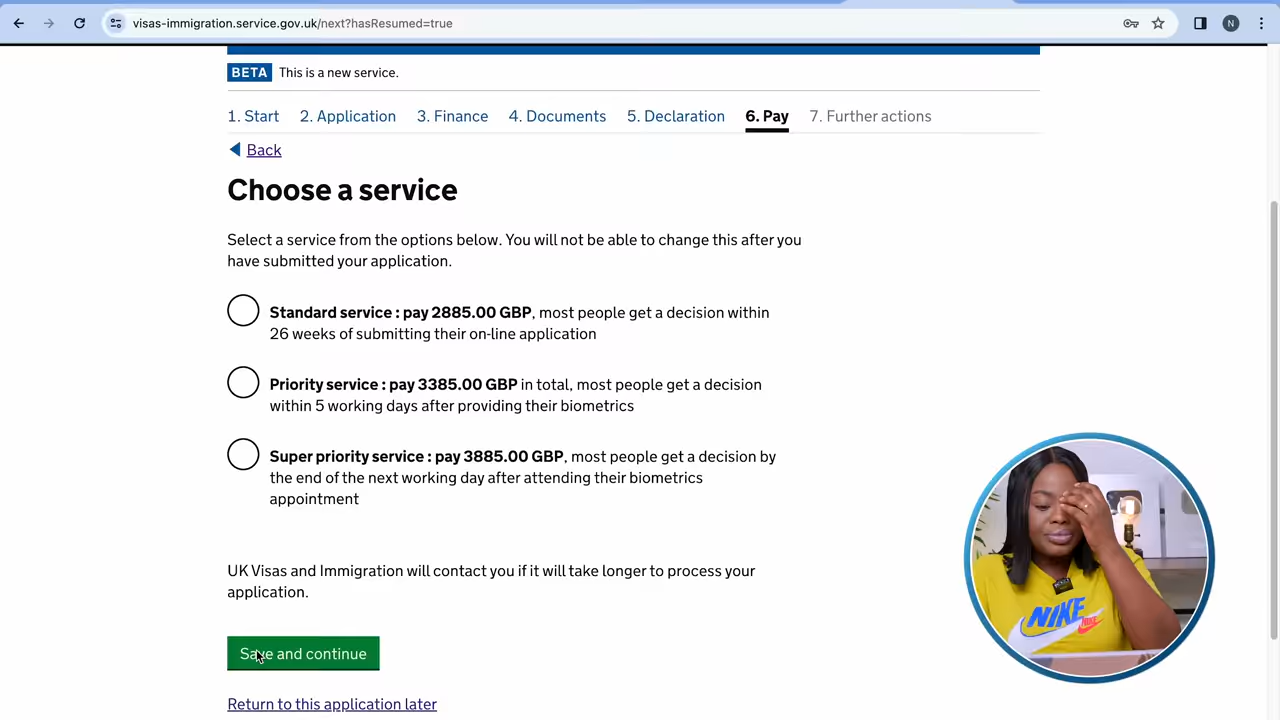 visas-immigration.service.gov.uk/next?hasResumed=true
N
BETA This is a new service.
1. Start 2. Application 3. Finance 4. Documents 5. Declaration 6. Pay 7. Further actions
Back
Choose a service
Select a service from the options below. You will not be able to change this after you
have submitted your application.
Standard service : pay 2885.00 GBP, most people get a decision within
26 weeks of submitting their on-line application
Priority service : pay 3385.00 GBP in total, most people get a decision
within 5 working days after providing their biometrics
Super priority service : pay 3885.00 GBP, most people get a decision by
the end of the next working day after attending their biometrics
appointment
NIKE
UK Visas and Immigration will contact you if it will take longer to process your
application.
Save and continue
Return to this application later